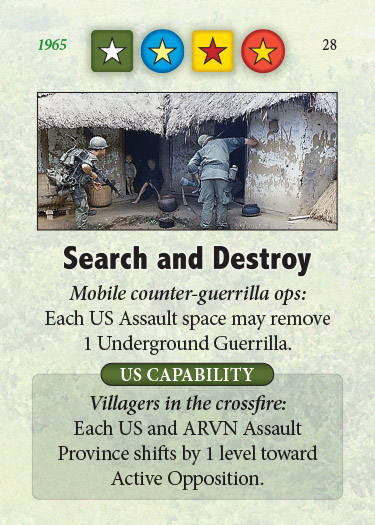 1965
28
Search and Destroy
Mobile counter-guerrilla ops:
Each US Assault space may remove
1 Underground Guerrilla.
US CAPABILITY
Villagers in the crossfire:
Each US and ARVN Assault
Province shifts by 1 level toward
Active Opposition.